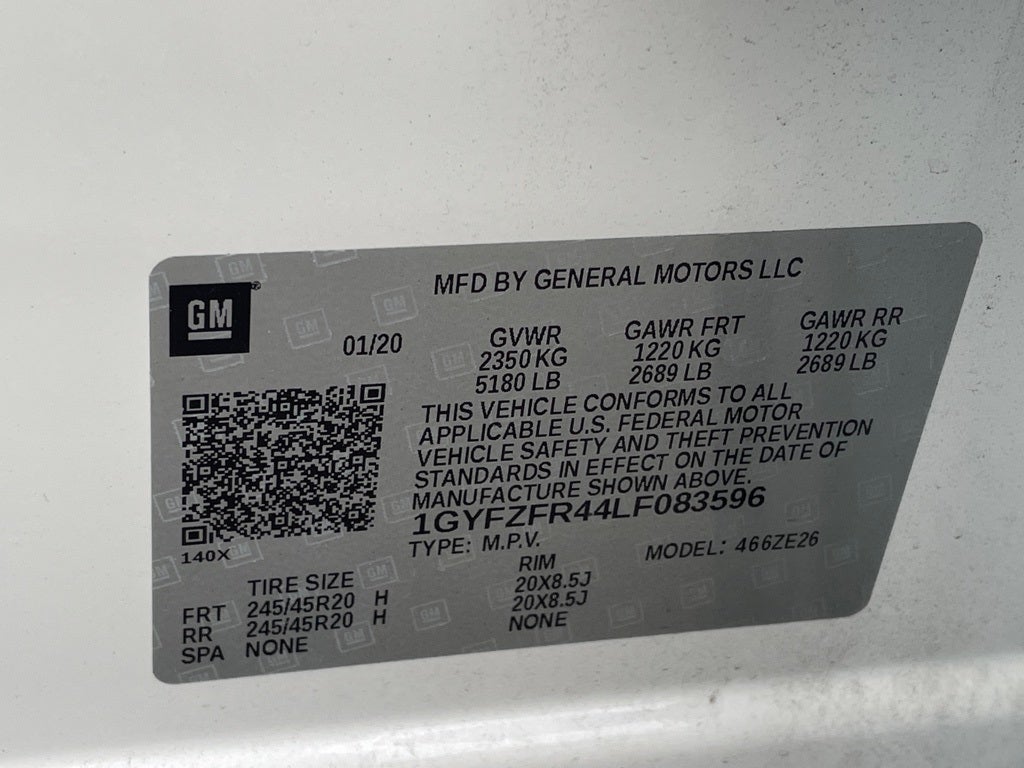 MFD BY GENERAL MOTORS LLC
GM ®
01/20 GVWR GAWR FRT GAWR RR
2350 KG 1220 KG 1220 KG
5180 LB 2689 LB 2689 LB
THIS VEHICLE CONFORMS TO ALL
APPLICABLE U.S. FEDERAL MOTOR
VEHICLE SAFETY AND THEFT PREVENTION
STANDARDS IN EFFECT ON THE DATE OF
MANUFACTURE SHOWN ABOVE.
1GYFZFR44LF083596
140X
TYPE: M.P.V. MODEL: 466ZE26
TIRE SIZE RIM
FRT 245/45R20 H 20X8.5J
RR 245/45R20 H 20X8.5J
SPA NONE NONE